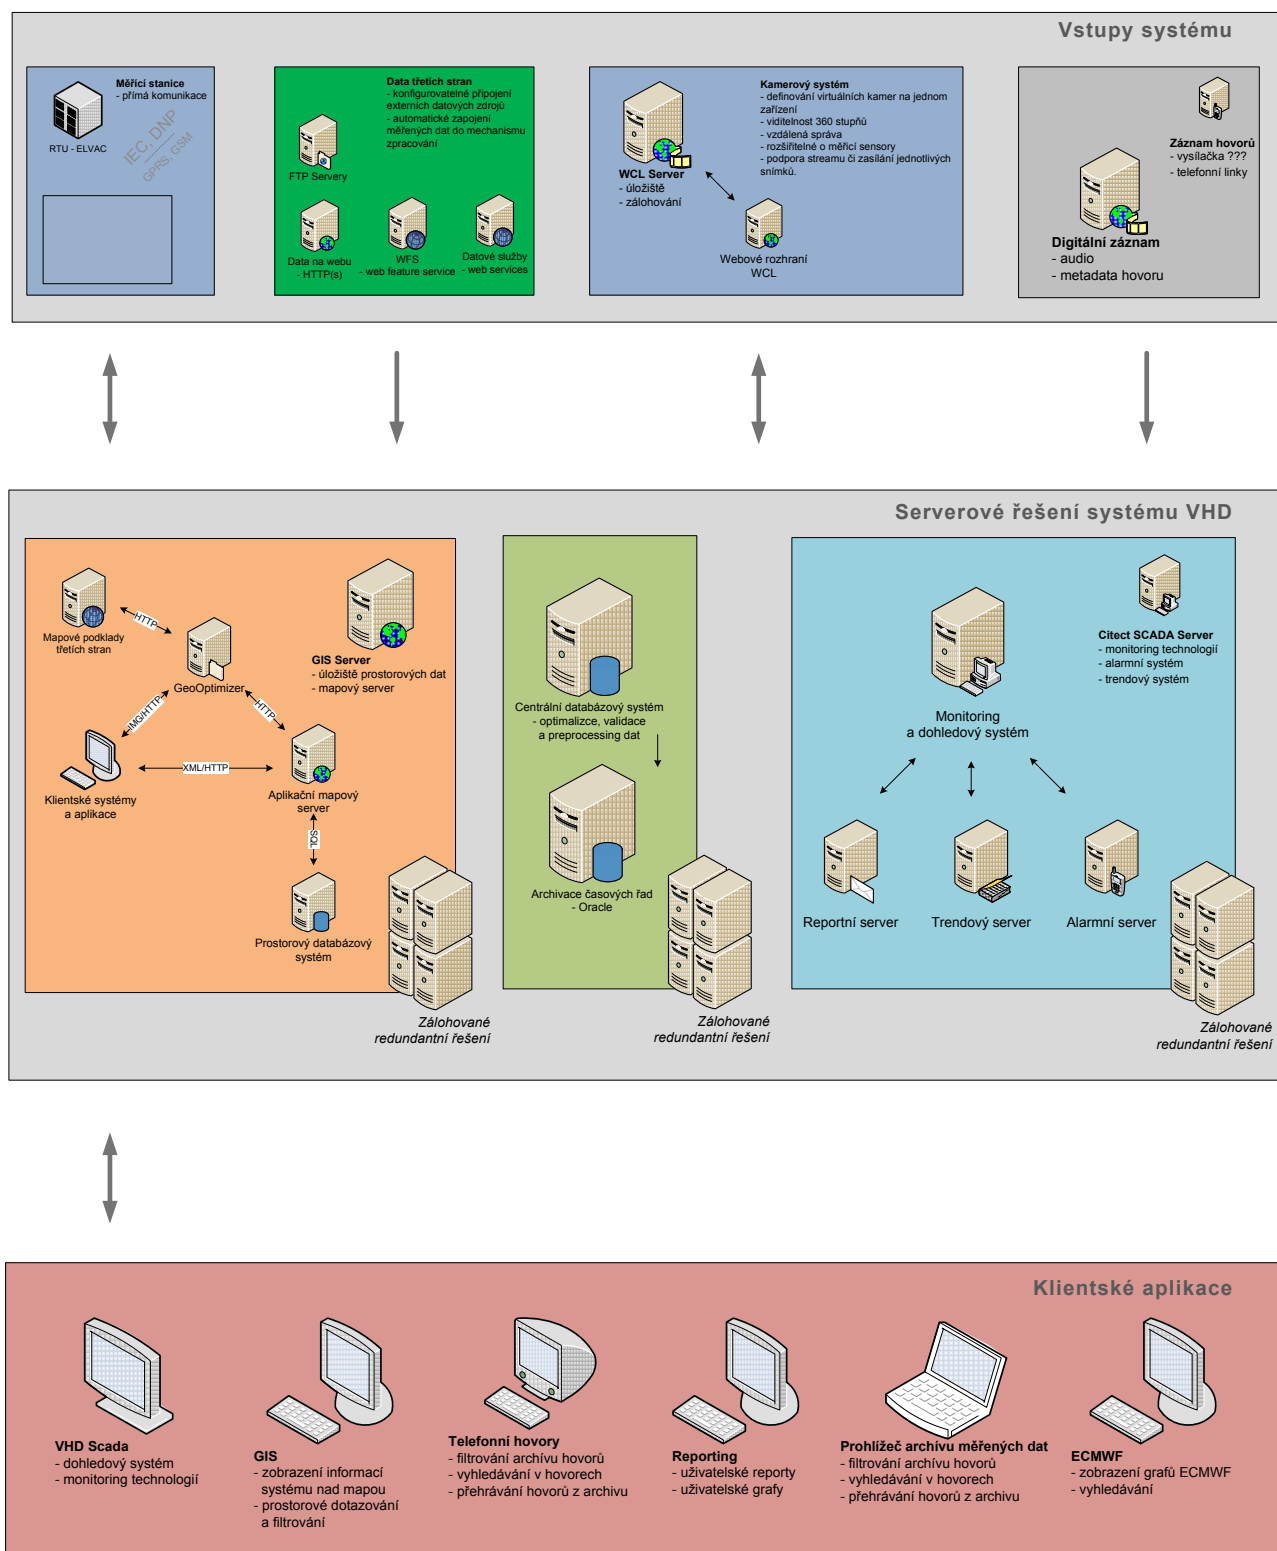 Vstupy systému
Měřící stanice
- přímá komunikace
RTU - ELVAC
IEC, DNP
GPRS, GSM
Data třetích stran
- konfigurovatelné připojení
externích datových zdrojů
- automatické zapojení
měřených dat do mechanismu
zpracování
FTP Servery
Data na webu
- HTTP(s)
WFS
- web feature service
Datové služby
- web services
Kamerový systém
- definování virtuálních kamer na jednom
zařízení
- viditelnost 360 stupňů
- vzdálená správa
- rozšiřitelné o měřicí sensory
- podpora streamu či zasílání jednotlivých
snímků.
WCL Server
- úložiště
- zálohování
Webové rozhraní
WCL
Záznam hovorů
- vysílačka ???
- telefonní linky
Digitální záznam
- audio
- metadata hovoru
Serverové řešení systému VHD
Mapové podklady
třetích stran
HTTP
GeoOptimizer
GIS Server
- úložiště prostorových dat
- mapový server
IMG/HTTP
HTTP
Klientské systémy
a aplikace
XML/HTTP
Aplikační mapový
server
SQL
Prostorový databázový
systém
Zálohované
redundantní řešení
Centrální databázový systém
- optimalizce, validace
a preprocessing dat
Archivace časových řad
- Oracle
Zálohované
redundantní řešení
Citect SCADA Server
- monitoring technologií
- alarmní systém
- trendový systém
Monitoring
a dohledový systém
Reportní server
Trendový server
Alarmní server
Zálohované
redundantní řešení
Klientské aplikace
VHD Scada
- dohledový systém
- monitoring technologií
GIS
- zobrazení informací
systému nad mapou
- prostorové dotazování
a filtrování
Telefonní hovory
- filtrování archívu hovorů
- vyhledávání v hovorech
- přehrávání hovorů z archivu
Reporting
- uživatelské reporty
- uživatelské grafy
Prohlížeč archívu měřených dat
- filtrování archívu hovorů
- vyhledávání v hovorech
- přehrávání hovorů z archivu
ECMWF
- zobrazení grafů ECMWF
- vyhledávání